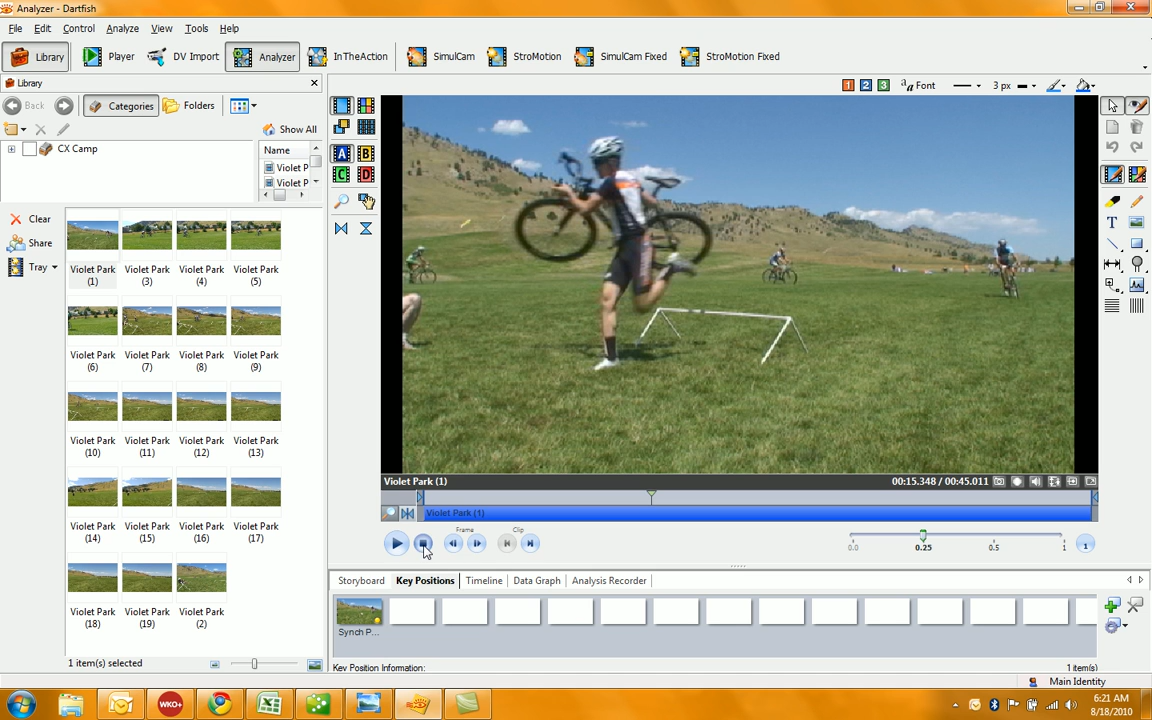 Analyzer - Dartfish
File Edit Control Analyze View Tools Help
Library Player DV Import Analyzer InTheAction SimulCam StroMotion SimulCam Fixed StroMotion Fixed
Library
Back Categories Folders
Show All
CX Camp
Name
Violet P
Violet P
Clear
Share
Tray
Violet Park (1)
Violet Park (3)
Violet Park (4)
Violet Park (5)
Violet Park (6)
Violet Park (7)
Violet Park (8)
Violet Park (9)
Violet Park (10)
Violet Park (11)
Violet Park (12)
Violet Park (13)
Violet Park (14)
Violet Park (15)
Violet Park (16)
Violet Park (17)
Violet Park (18)
Violet Park (19)
Violet Park (2)
1 item(s) selected
1 2 3 aa Font 3 px
A B
C D
T
Violet Park (1) 00:15.348 / 00:45.011
Violet Park (1)
Frame Clip
0.0 0.25 0.5 1 1
Storyboard Key Positions Timeline Data Graph Analysis Recorder
Synch P...
Key Position Information: 1 item(s)
Main Identity
WKO+
6:21 AM
8/18/2010